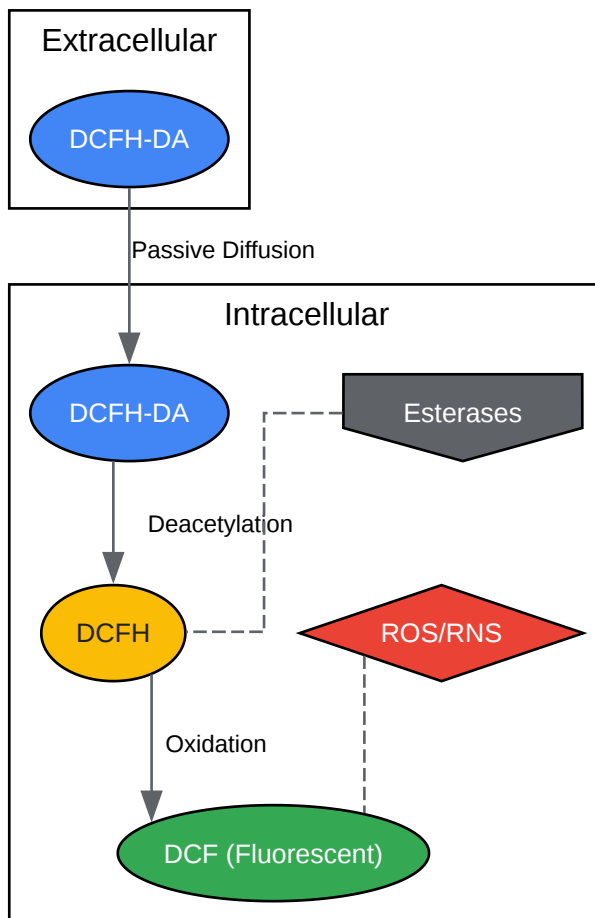 Extracellular
DCFH-DA
Passive Diffusion
Intracellular
DCFH-DA
Esterases
Deacetylation
DCFH
ROS/RNS
Oxidation
DCF (Fluorescent)